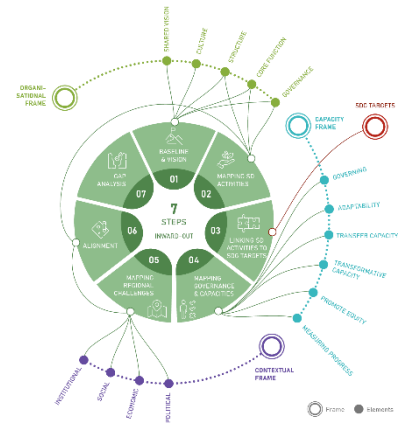 SHARED VISION
CULTURE
STRUCTURE
CORE FUNCTION
GOVERNANCE
ORGANI-
SATIONAL
FRAME
SDG TARGETS
CAPACITY
FRAME
GOVERNING
ADAPTABILITY
TRANSFER CAPACITY
TRANSFORMATIVE
CAPACITY
PROMOTE EQUITY
MEASURING PROGRESS
BASELINE
& VISION
01
MAPPING SD
ACTIVITIES
02
LINKING SD
ACTIVITIES TO
SDG TARGETS
03
MAPPING
GOVERNANCE
& CAPACITIES
04
MAPPING
REGIONAL
CHALLENGES
05
ALIGNMENT
06
GAP
ANALYSIS
07
7
STEPS
INWARD-OUT
INSTITUTIONAL
SOCIAL
ECONOMIC
POLITICAL
CONTEXTUAL
FRAME
Frame
Elements